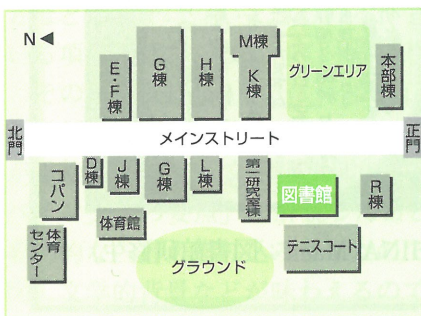 N◀
E・F棟
G棟
H棟
M棟
K棟
グリーンエリア
本部棟
北門
メインストリート
正門
コパン
D棟
J棟
G棟
L棟
第一研究室棟
図書館
R棟
体育館
体育センター
グラウンド
テニスコート